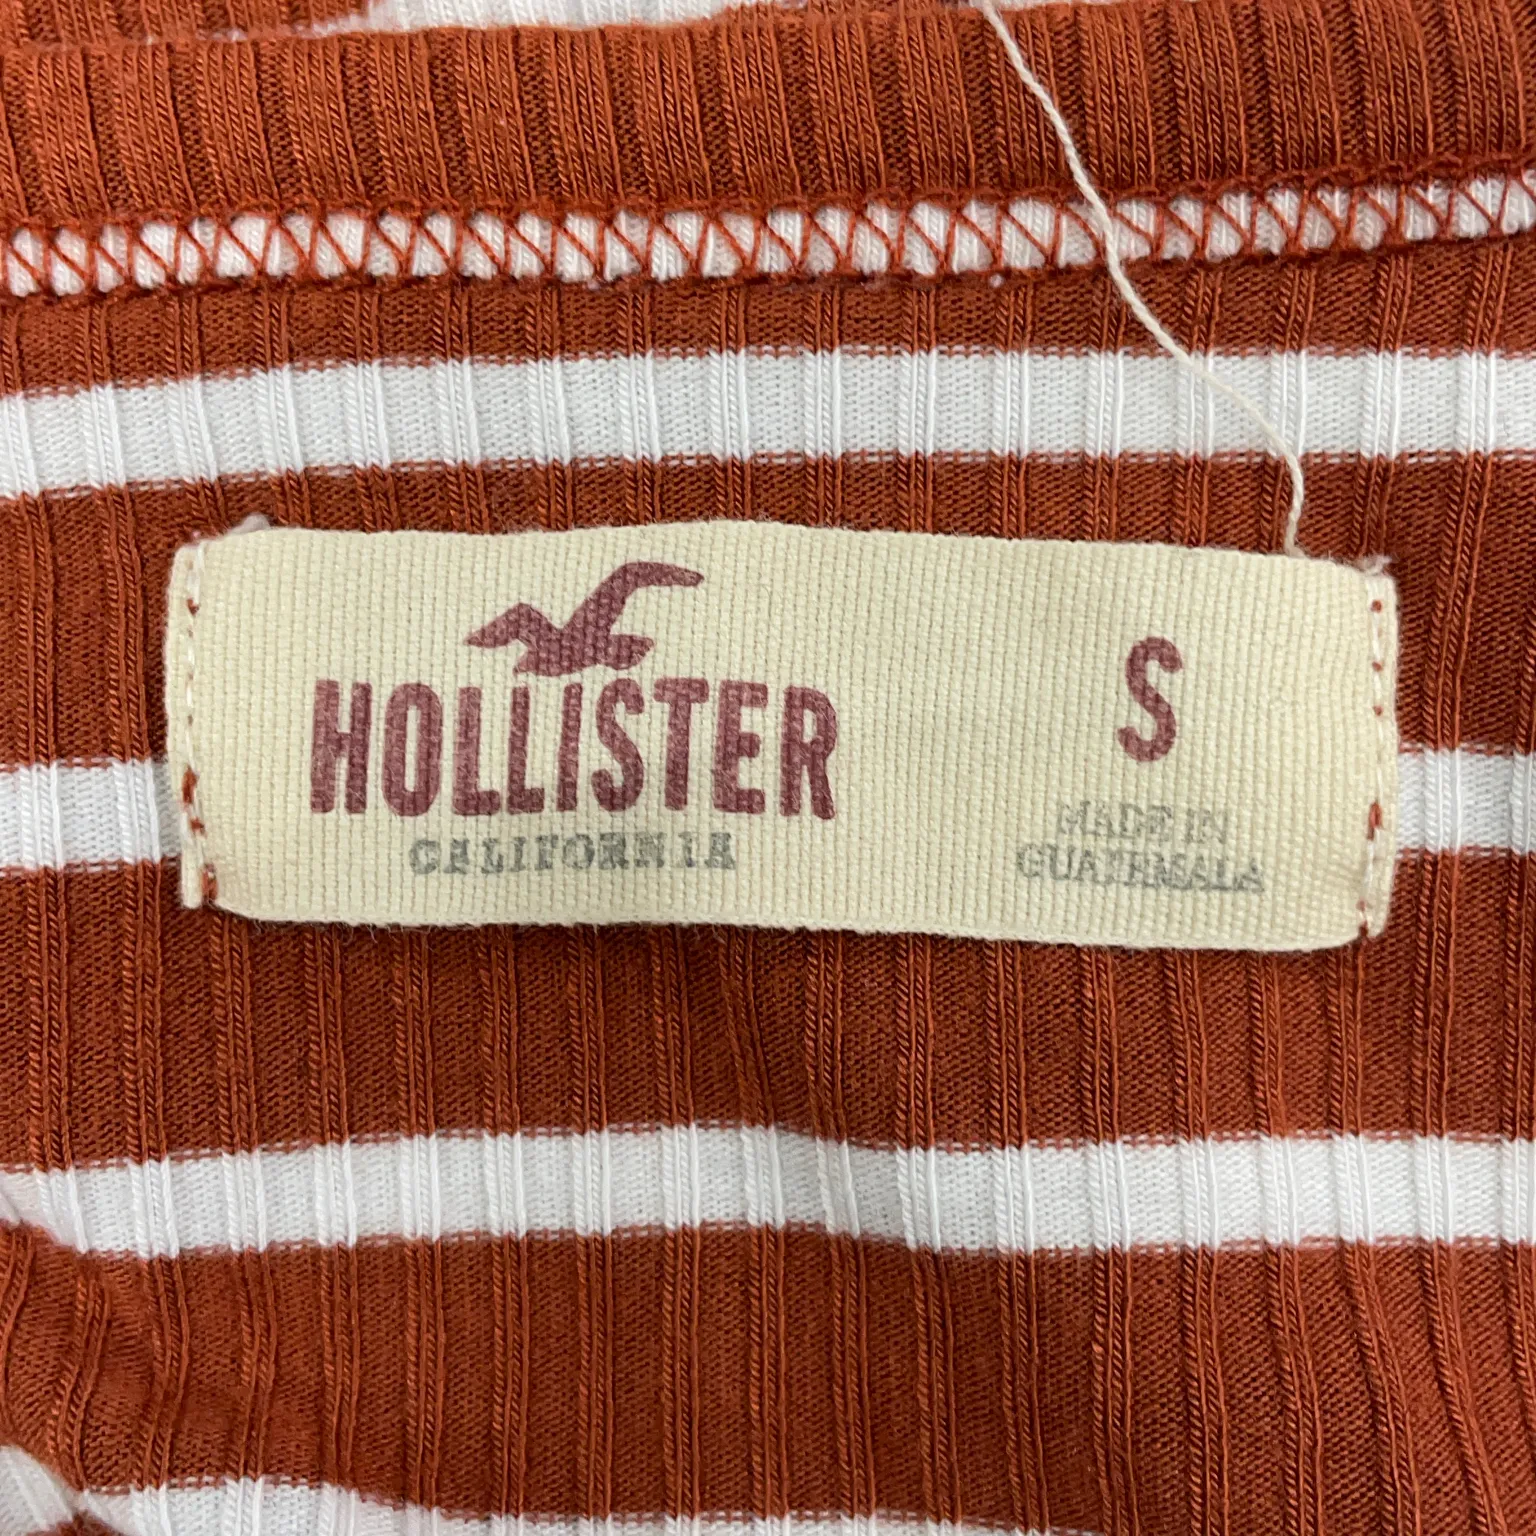 HOLLISTER
CALIFORNIA
S
MADE IN
GUATEMALA